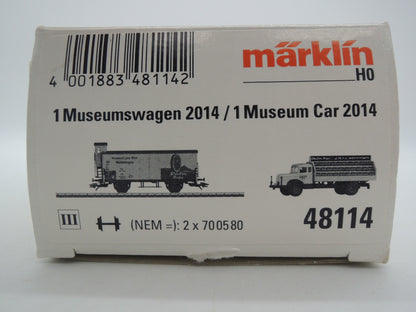 märklin
H0
4 001883 481142
1 Museumswagen 2014 / 1 Museum Car 2014
III
(NEM =): 2 x 700580
48114